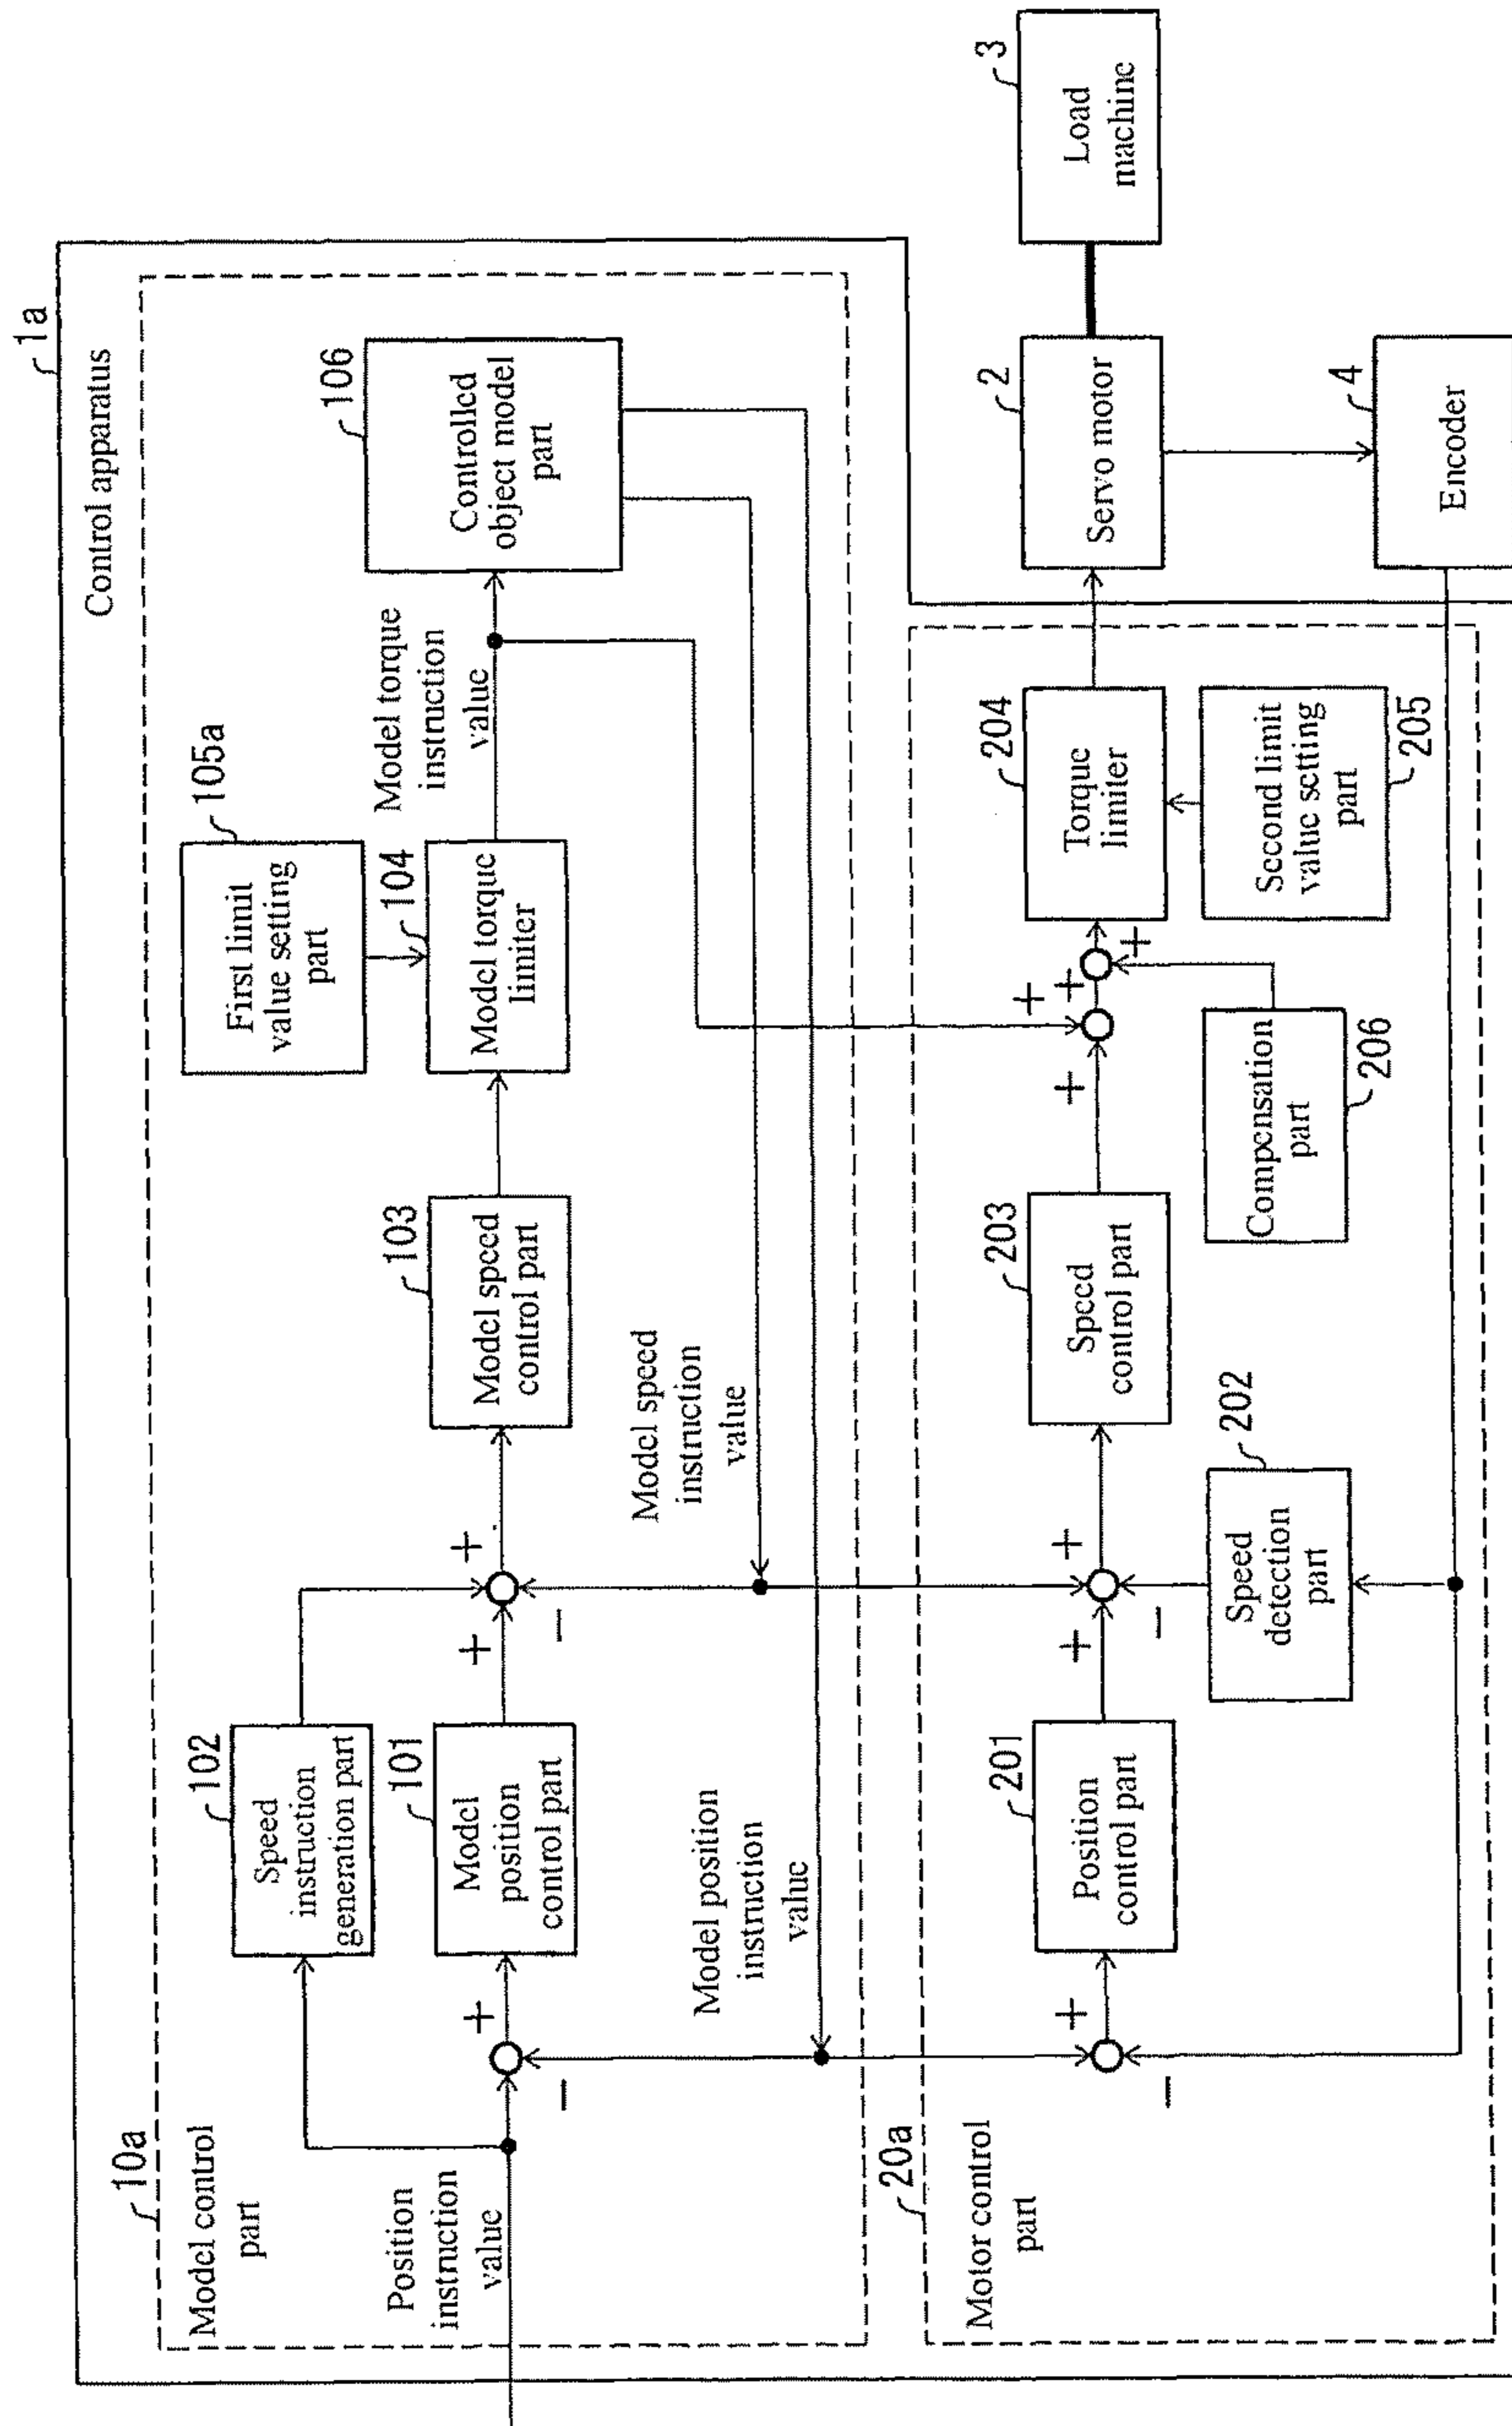 1a
Control apparatus
10a
Model control
part
Position
instruction
value
102
Speed
instruction
generation part
101
Model
position
control part
+
−
+
+
−
103
Model speed
control part
First limit
value setting
part
105a
104
Model torque
limiter
Model torque
instruction
value
106
Controlled
object model
part
Model speed
instruction
value
Model position
instruction
value
20a
Motor control
part
+
−
201
Position
control part
+
+
−
202
Speed
detection
part
203
Speed
control part
+
+
+
+
Compensation
part
206
204
Torque
limiter
Second limit
value setting
part
205
2
Servo motor
3
Load
machine
4
Encoder